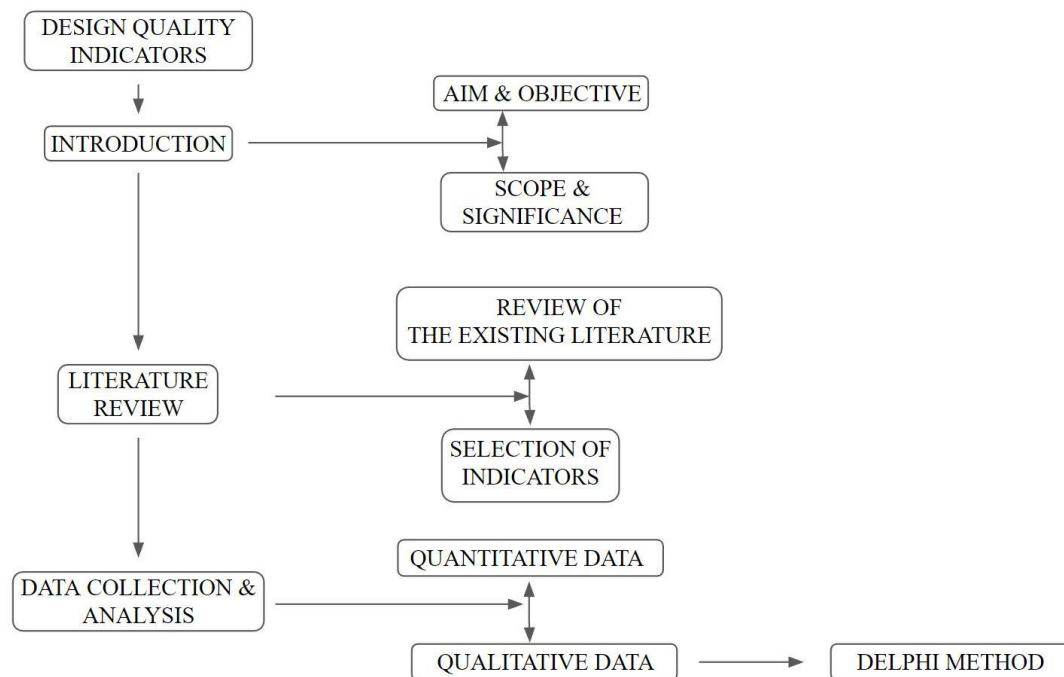 DESIGN QUALITY
INDICATORS
AIM & OBJECTIVE
INTRODUCTION
SCOPE &
SIGNIFICANCE
REVIEW OF
THE EXISTING LITERATURE
LITERATURE
REVIEW
SELECTION OF
INDICATORS
QUANTITATIVE DATA
DATA COLLECTION &
ANALYSIS
QUALITATIVE DATA
DELPHI METHOD